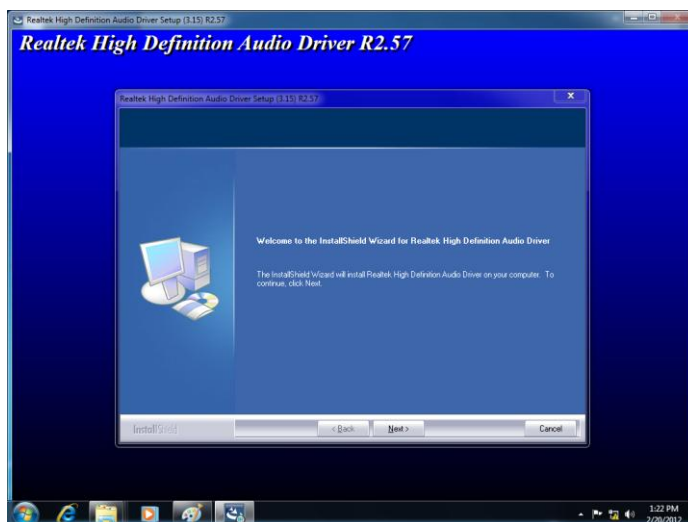 Realtek High Definition Audio Driver Setup (3.15) R2.57
Realtek High Definition Audio Driver R2.57
Realtek High Definition Audio Driver Setup (3.15) R2.57
Welcome to the InstallShield Wizard for Realtek High Definition Audio Driver
The InstallShield Wizard will install Realtek High Definition Audio Driver on your computer. To
continue, click Next.
InstallShield
< Back
Next >
Cancel
1:22 PM
2/20/2012